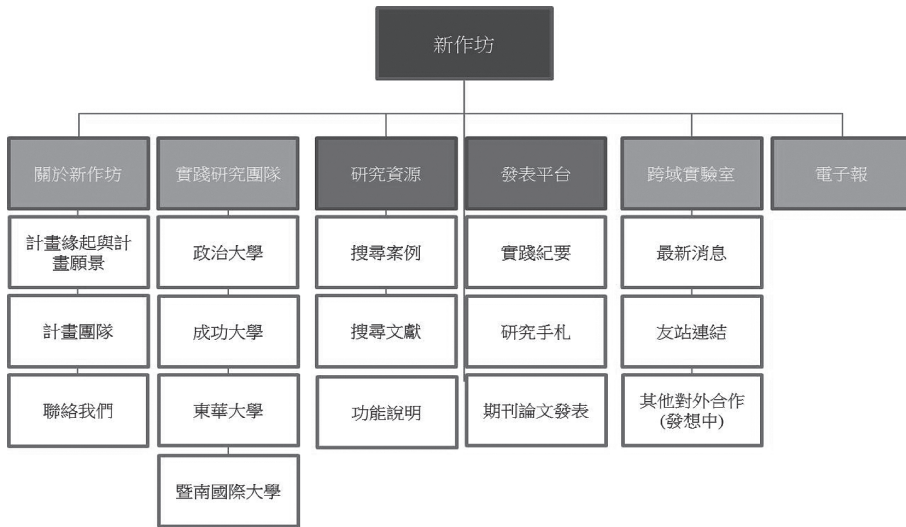 新作坊
關於新作坊
實踐研究團隊
研究資源
發表平台
跨域實驗室
電子報
計畫緣起與計
畫願景
計畫團隊
聯絡我們
政治大學
成功大學
東華大學
暨南國際大學
搜尋案例
搜尋文獻
功能說明
實踐紀要
研究手札
期刊論文發表
最新消息
友站連結
其他對外合作
(發想中)